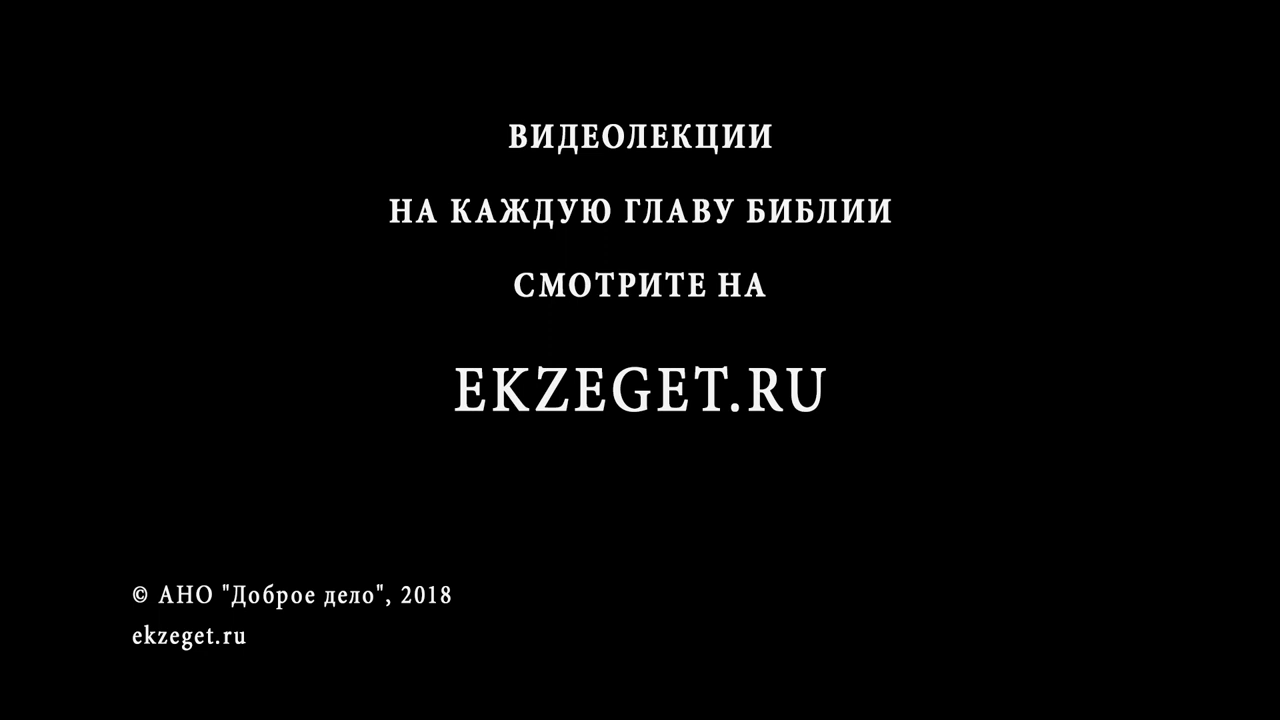 ВИДЕОЛЕКЦИИ
НА КАЖДУЮ ГЛАВУ БИБЛИИ
СМОТРИТЕ НА
EKZEGET.RU
© АНО "Доброе дело", 2018
ekzeget.ru